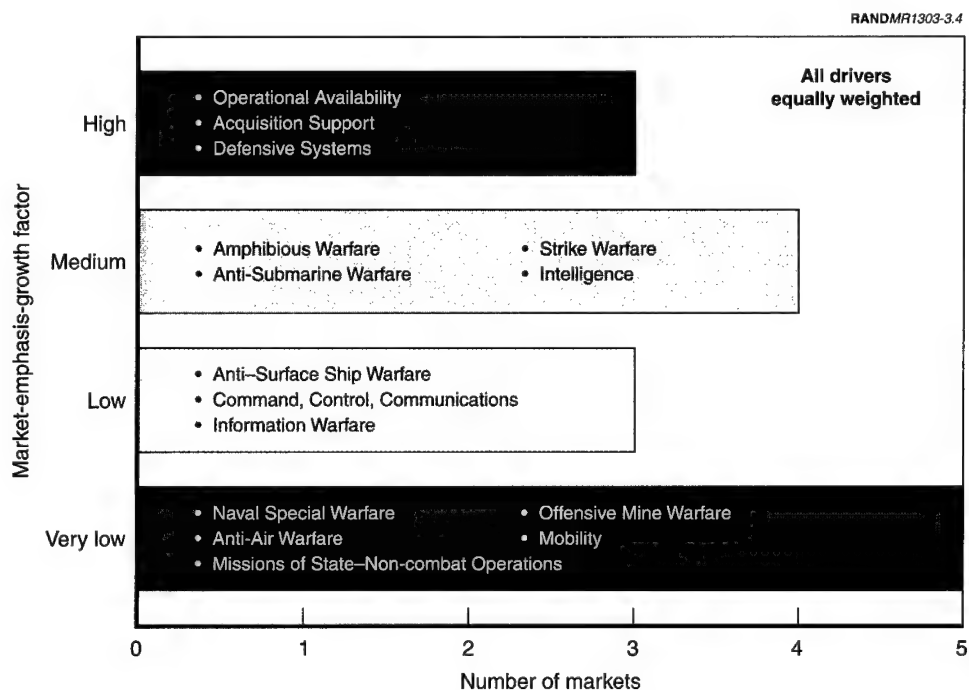 RANDMR1303-3.4
All drivers
equally weighted
Market-emphasis-growth factor
High
• Operational Availability
• Acquisition Support
• Defensive Systems
Medium
• Amphibious Warfare
• Strike Warfare
• Anti-Submarine Warfare
• Intelligence
Low
• Anti–Surface Ship Warfare
• Command, Control, Communications
• Information Warfare
Very low
• Naval Special Warfare
• Offensive Mine Warfare
• Anti-Air Warfare
• Mobility
• Missions of State–Non-combat Operations
0 1 2 3 4 5
Number of markets